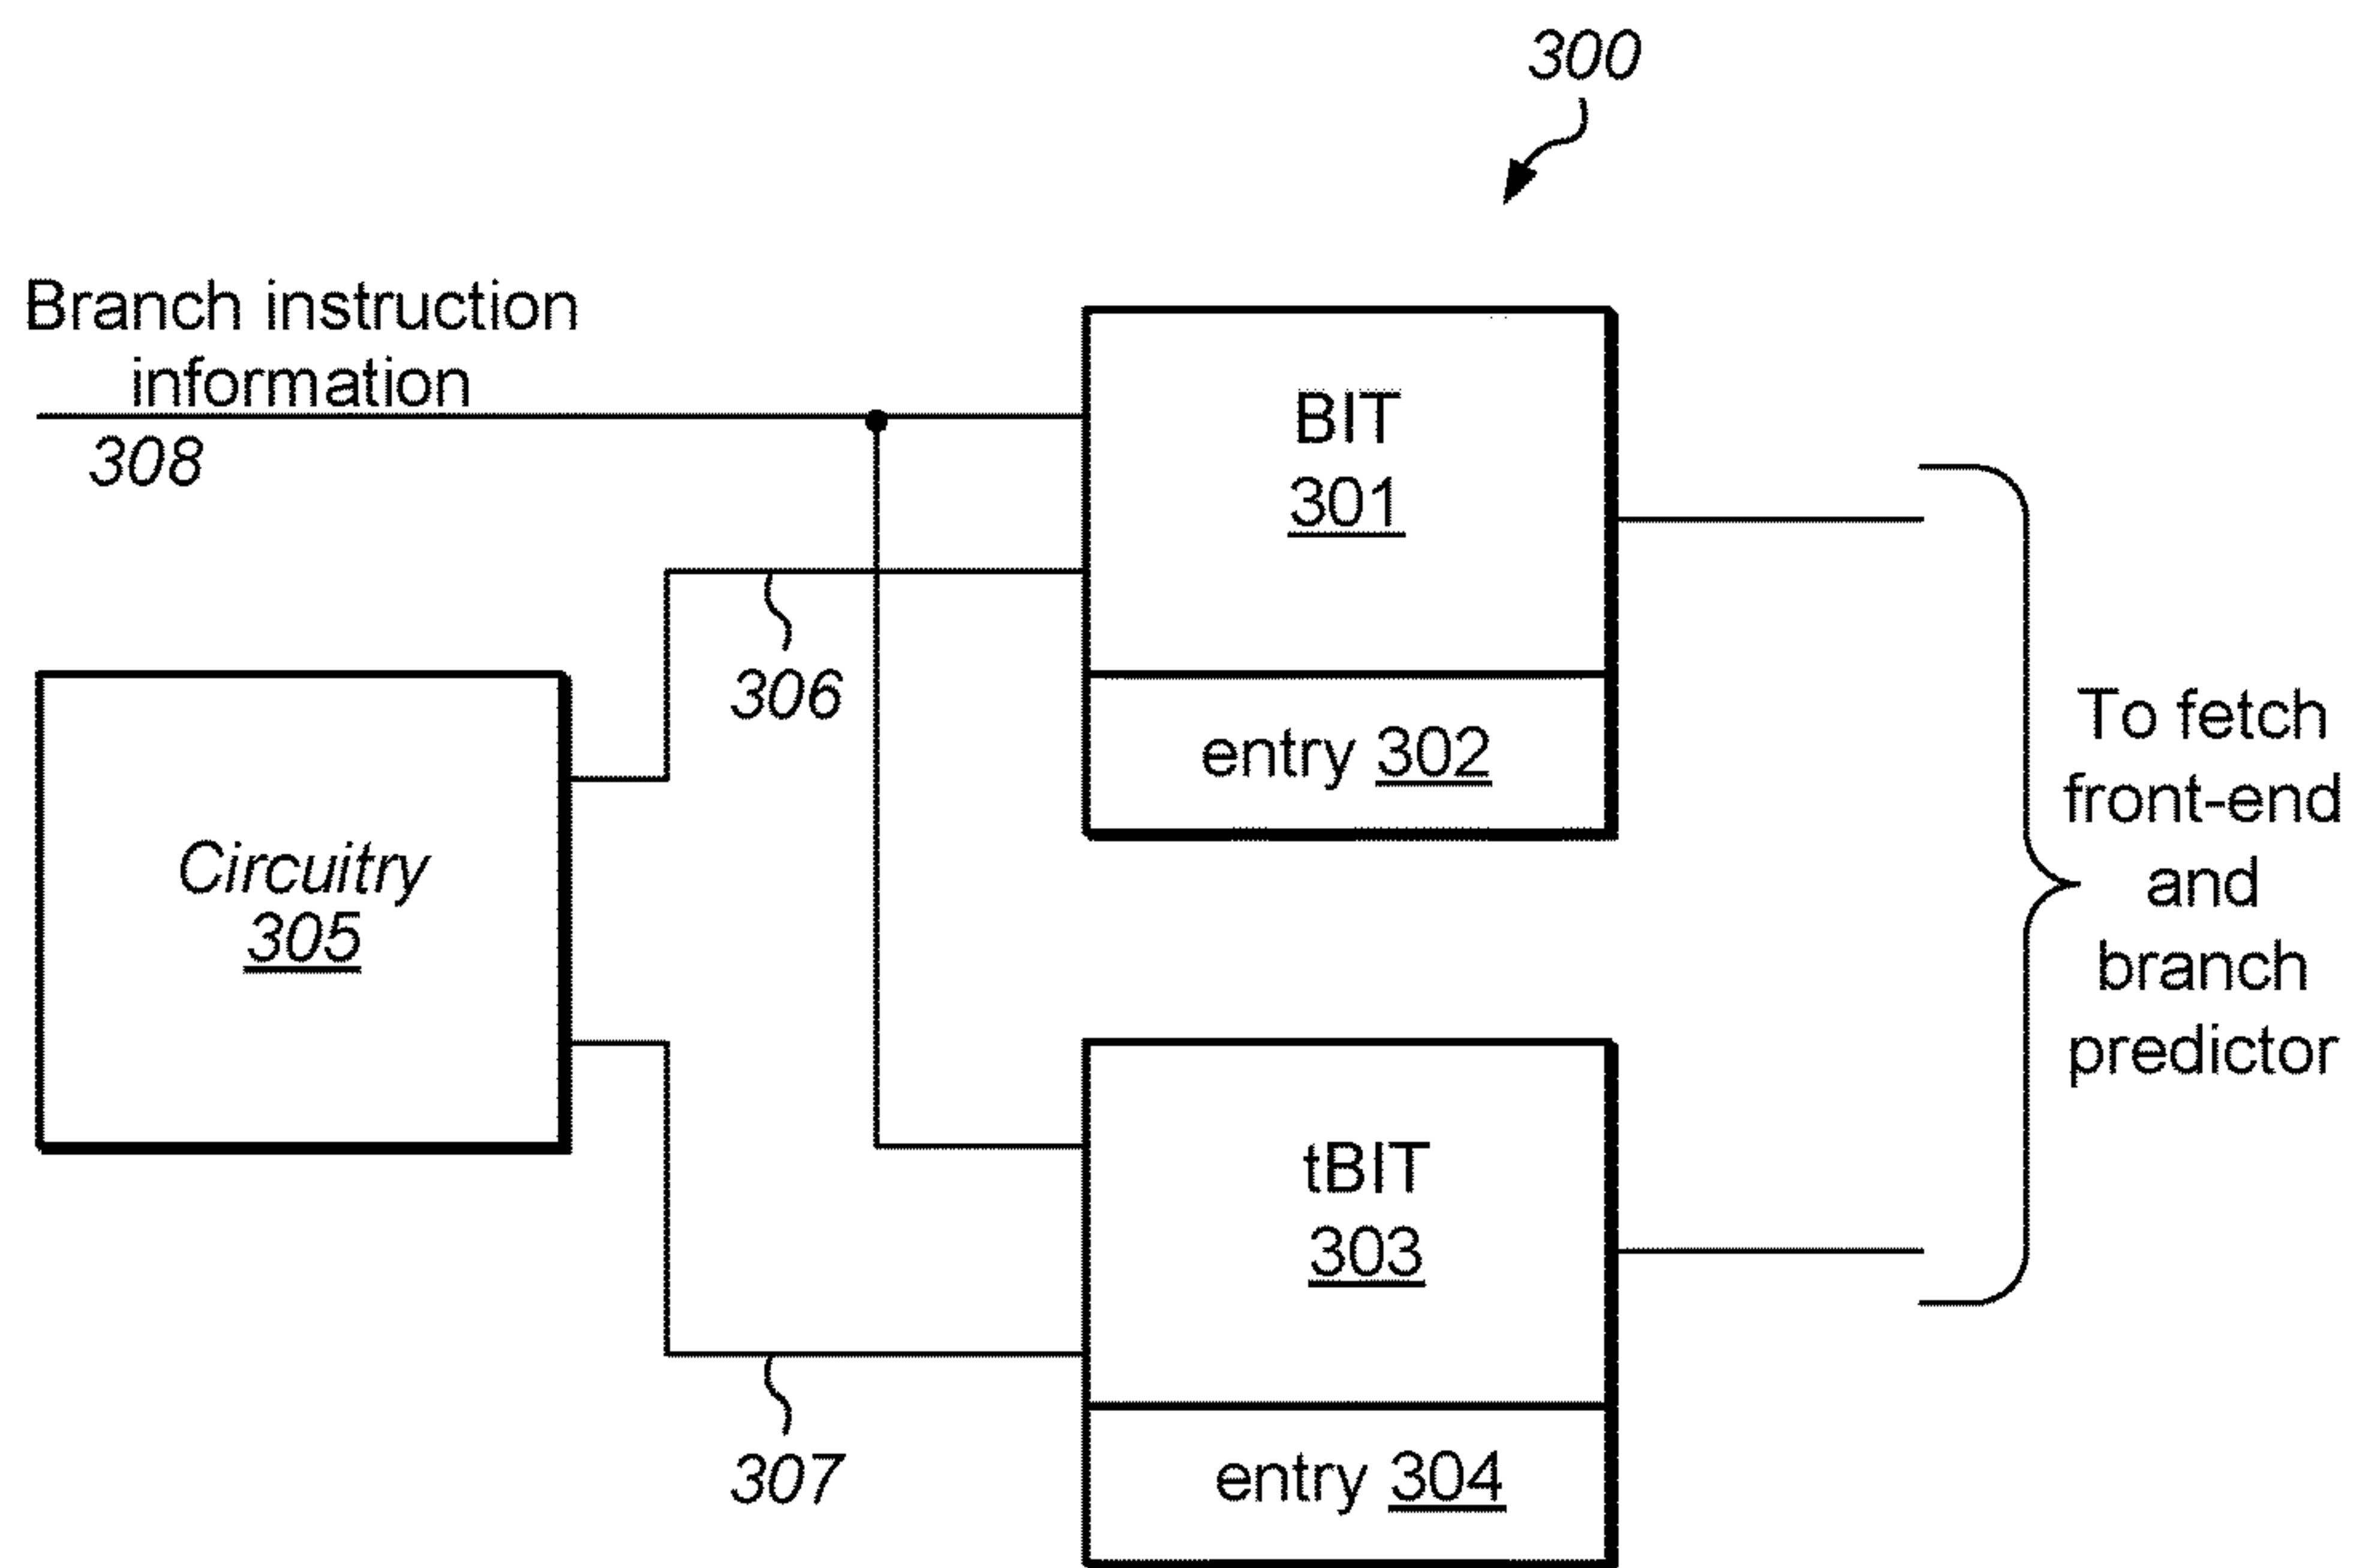 300
Branch instruction
information
308
BIT
301
306
entry 302
Circuitry
305
To fetch
front-end
and
branch
predictor
tBIT
303
307
entry 304